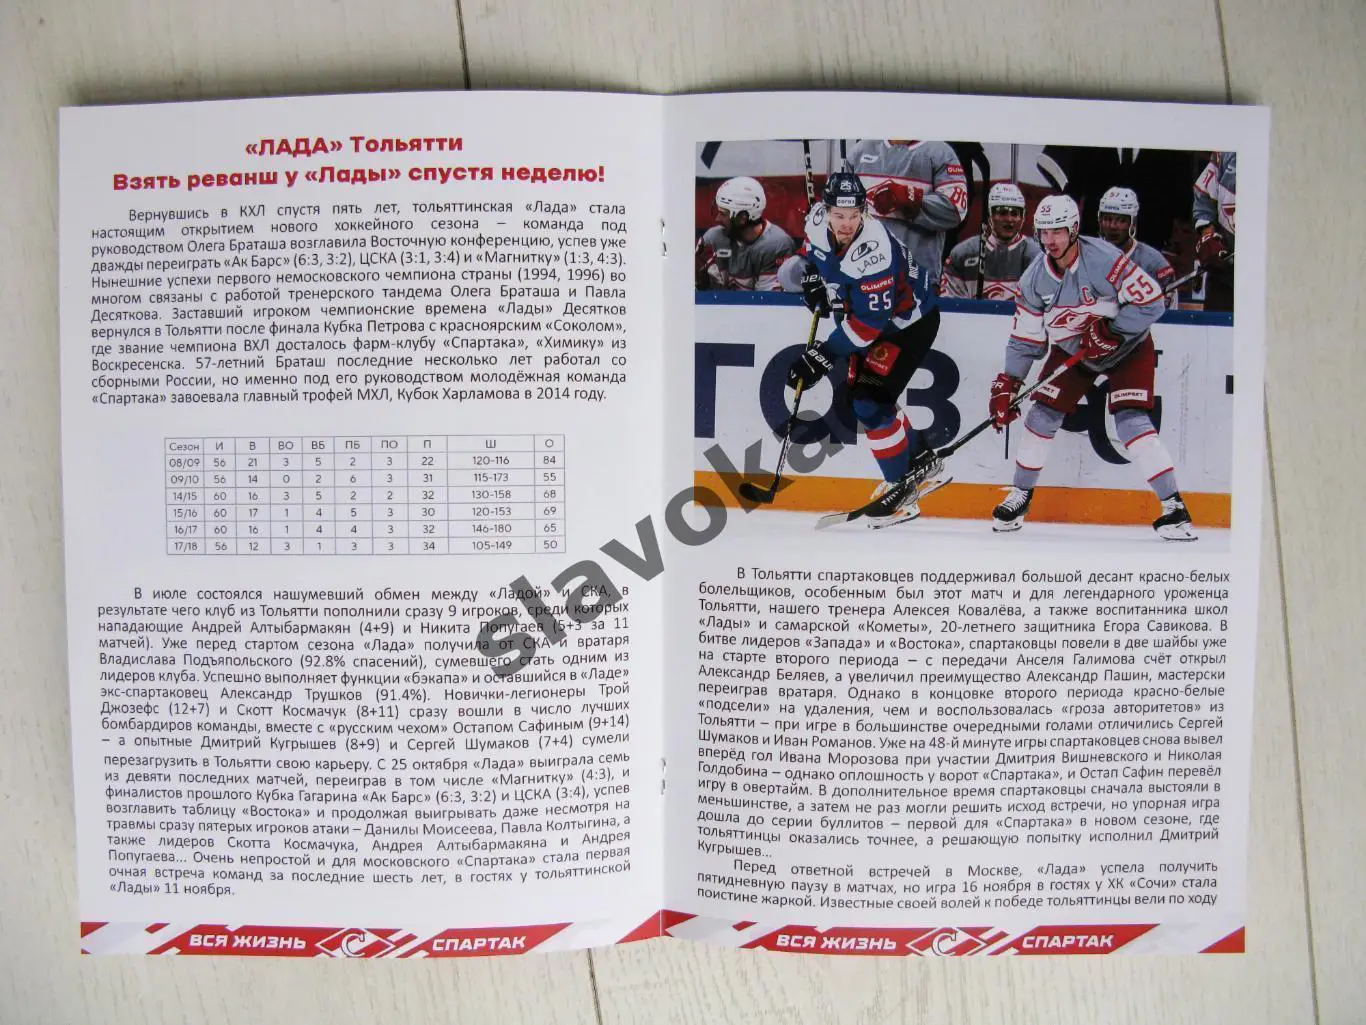 «ЛАДА» Тольятти
Взять реванш у «Лады» спустя неделю!
Вернувшись в КХЛ спустя пять лет, тольяттинская «Лада» стала
настоящим открытием нового хоккейного сезона – команда под
руководством Олега Браташа возглавила Восточную конференцию, успев уже
дважды переиграть «Ак Барс» (6:3, 3:2), ЦСКА (3:1, 3:4) и «Магнитку» (1:3, 4:3).
Нынешние успехи первого немосковского чемпиона страны (1994, 1996) во
многом связаны с работой тренерского тандема Олега Браташа и Павла
Десяткова. Заставший игроком чемпионские времена «Лады» Десятков
вернулся в Тольятти после финала Кубка Петрова с красноярским «Соколом»,
где звание чемпиона ВХЛ досталось фарм-клубу «Спартака», «Химику» из
Воскресенска. 57-летний Браташ последние несколько лет работал со
сборными России, но именно под его руководством молодёжная команда
«Спартака» завоевала главный трофей МХЛ, Кубок Харламова в 2014 году.
Сезон И В ВО ВБ ПБ ПО П Ш О
08/09 56 21 3 5 2 3 22 120-116 84
09/10 56 14 0 2 6 3 31 115-173 55
14/15 60 16 3 5 2 2 32 130-158 68
15/16 60 17 1 4 5 3 30 120-153 69
16/17 60 16 1 4 4 3 32 146-180 65
17/18 56 12 3 1 3 3 34 105-149 50
В июле состоялся нашумевший обмен между «Ладой» и СКА, в
результате чего клуб из Тольятти пополнили сразу 9 игроков, среди которых
нападающие Андрей Алтыбармакян (4+9) и Никита Попугаев (5+3 за 11
матчей). Уже перед стартом сезона «Лада» получила от СКА и вратаря
Владислава Подъяпольского (92.8% спасений), сумевшего стать одним из
лидеров клуба. Успешно выполняет функции «бэкапа» и оставшийся в «Ладе»
экс-спартаковец Александр Трушков (91.4%). Новички-легионеры Трой
Джозефс (12+7) и Скотт Космачук (8+11) сразу вошли в число лучших
бомбардиров команды, вместе с «русским чехом» Остапом Сафиным (9+14)
– а опытные Дмитрий Кугрышев (8+9) и Сергей Шумаков (7+4) сумели
перезагрузить в Тольятти свою карьеру. С 25 октября «Лада» выиграла семь
из девяти последних матчей, переиграв в том числе «Магнитку» (4:3), и
финалистов прошлого Кубка Гагарина «Ак Барс» (6:3, 3:2) и ЦСКА (3:4), успев
возглавить таблицу «Востока» и продолжая выигрывать даже несмотря на
травмы сразу пятерых игроков атаки – Данилы Моисеева, Павла Колтыгина, а
также лидеров Скотта Космачука, Андрея Алтыбармакяна и Андрея
Попугаева... Очень непростой и для московского «Спартака» стала первая
очная встреча команд за последние шесть лет, в гостях у тольяттинской
«Лады» 11 ноября.
ВСЯ ЖИЗНЬ СПАРТАК
25
LADA
OLIMPBET
25
86
55
C
55
57
OLIMPBET
OLIMPBET
BAUER
таз
В Тольятти спартаковцев поддерживал большой десант красно-белых
болельщиков, особенным был этот матч и для легендарного уроженца
Тольятти, нашего тренера Алексея Ковалёва, а также воспитанника школ
«Лады» и самарской «Кометы», 20-летнего защитника Егора Савикова. В
битве лидеров «Запада» и «Востока», спартаковцы повели в две шайбы уже
на старте второго периода – с передачи Анселя Галимова счёт открыл
Александр Беляев, а увеличил преимущество Александр Пашин, мастерски
переиграв вратаря. Однако в концовке второго периода красно-белые
«подсели» на удаления, чем и воспользовалась «гроза авторитетов» из
Тольятти – при игре в большинстве очередными голами отличились Сергей
Шумаков и Иван Романов. Уже на 48-й минуте игры спартаковцев снова вывел
вперёд гол Ивана Морозова при участии Дмитрия Вишневского и Николая
Голдобина – однако оплошность у ворот «Спартака», и Остап Сафин перевёл
игру в овертайм. В дополнительное время спартаковцы сначала выстояли в
меньшинстве, а затем не раз могли решить исход встречи, но упорная игра
дошла до серии буллитов – первой для «Спартака» в новом сезоне, где
тольяттинцы оказались точнее, а решающую попытку исполнил Дмитрий
Кугрышев...
Перед ответной встречей в Москве, «Лада» успела получить
пятидневную паузу в матчах, но игра 16 ноября в гостях у ХК «Сочи» стала
поистине жаркой. Известные своей волей к победе тольяттинцы вели по ходу
ВСЯ ЖИЗНЬ СПАРТАК